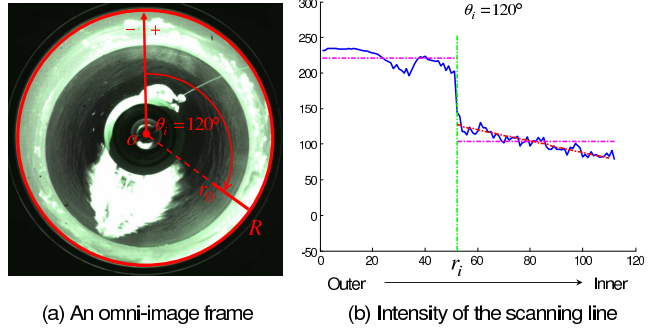 − +
o
θi = 120°
ri
R
(a) An omni-image frame
θi = 120°
300
250
200
150
100
50
0
-50
0 20 40 60 80 100 120
ri
Outer Inner
(b) Intensity of the scanning line